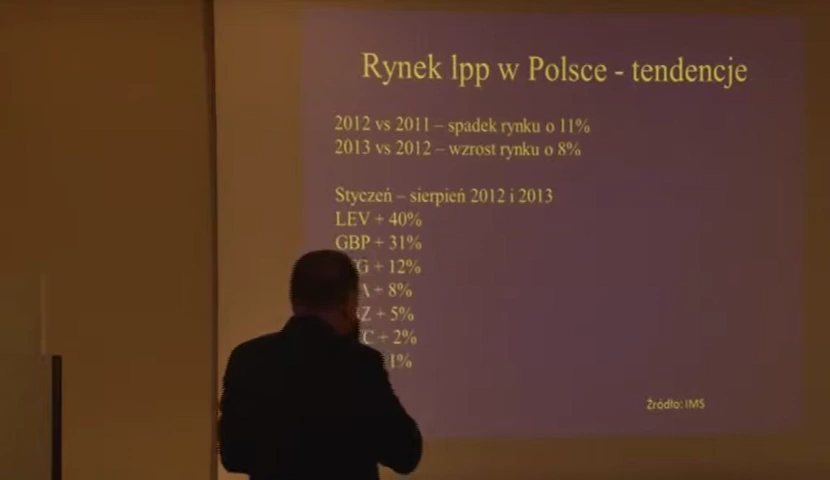 Rynek lpp w Polsce - tendencje
2012 vs 2011 – spadek rynku o 11%
2013 vs 2012 – wzrost rynku o 8%
Styczeń – sierpień 2012 i 2013
LEV + 40%
GBP + 31%
+ 12%
+ 8%
+ 5%
+ 2%
1%
Źródło: IMS